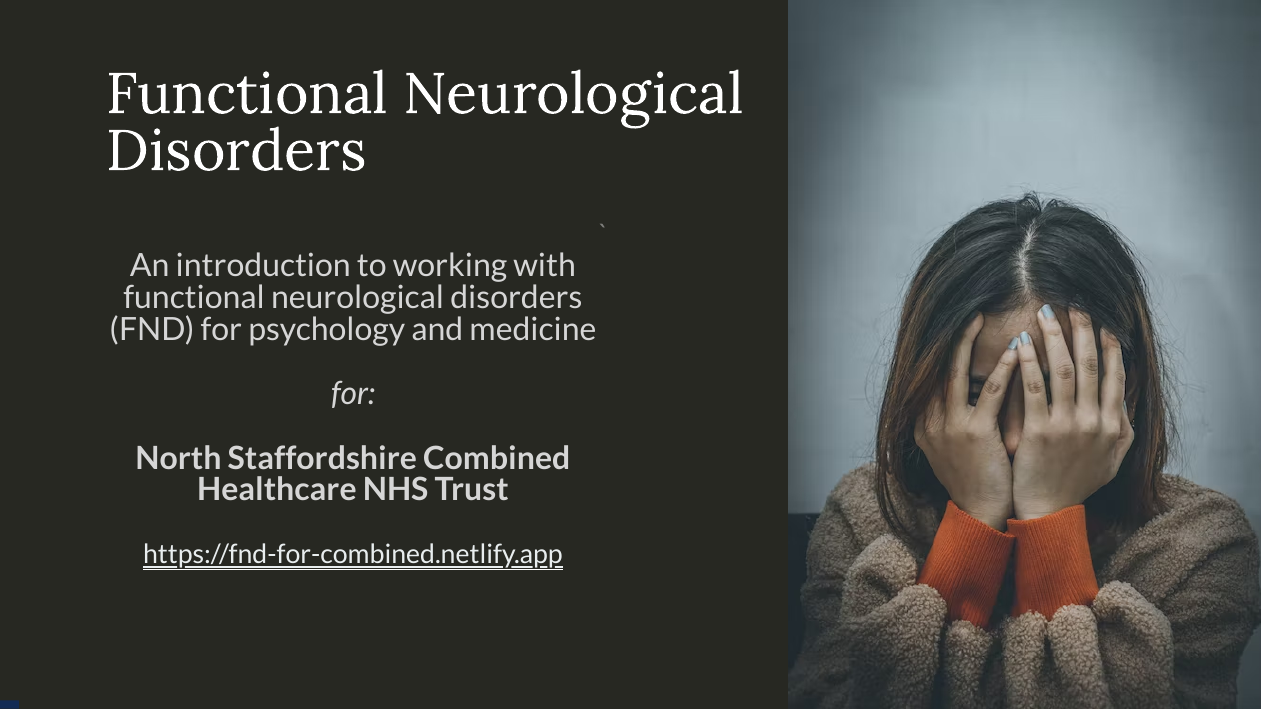 Functional Neurological
Disorders
`
An introduction to working with
functional neurological disorders
(FND) for psychology and medicine
for:
North Staffordshire Combined
Healthcare NHS Trust
https://fnd-for-combined.netlify.app